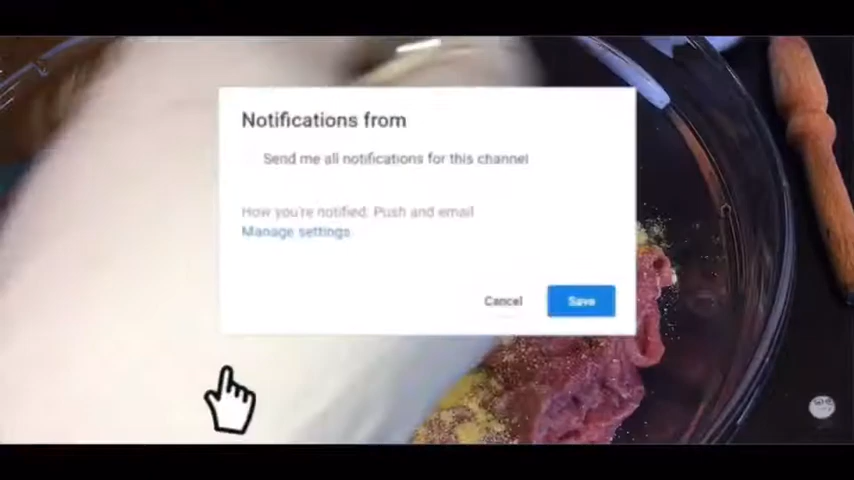 Notifications from
Send me all notifications for this channel
How you're notified: Push and email
Manage settings
Cancel
Save